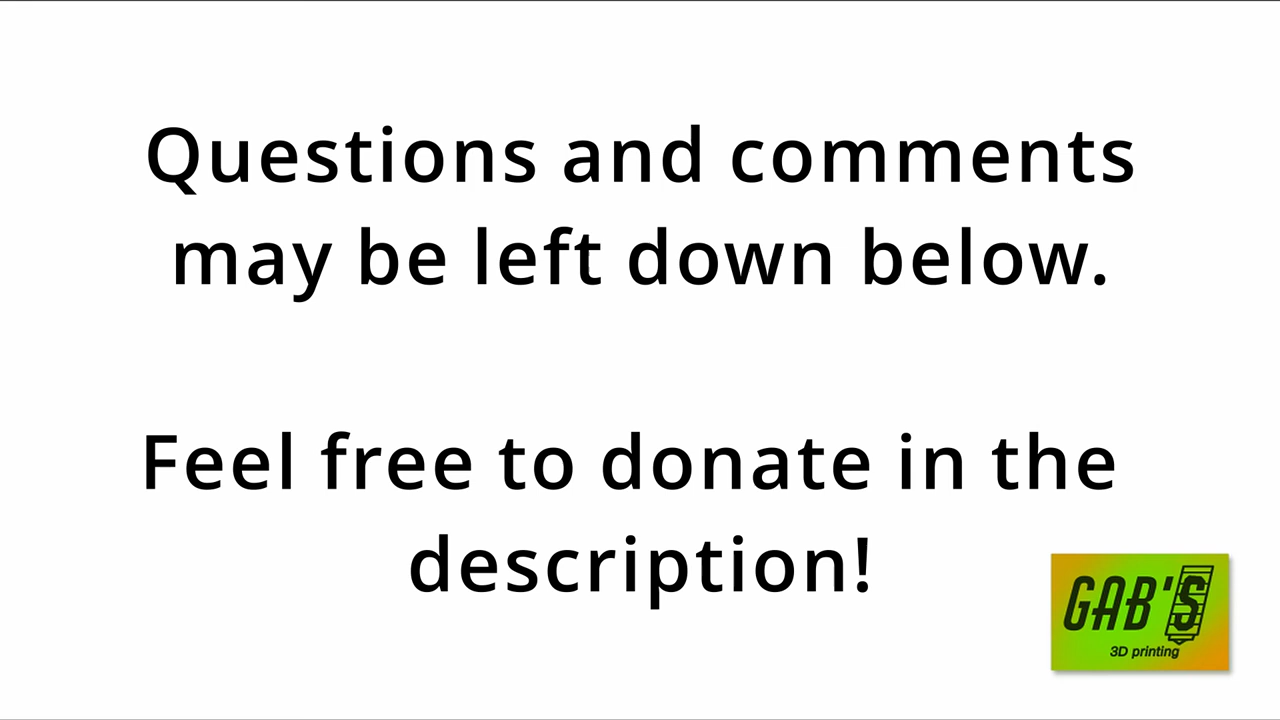 Questions and comments
may be left down below.
Feel free to donate in the
description!
GAB'S
3D printing